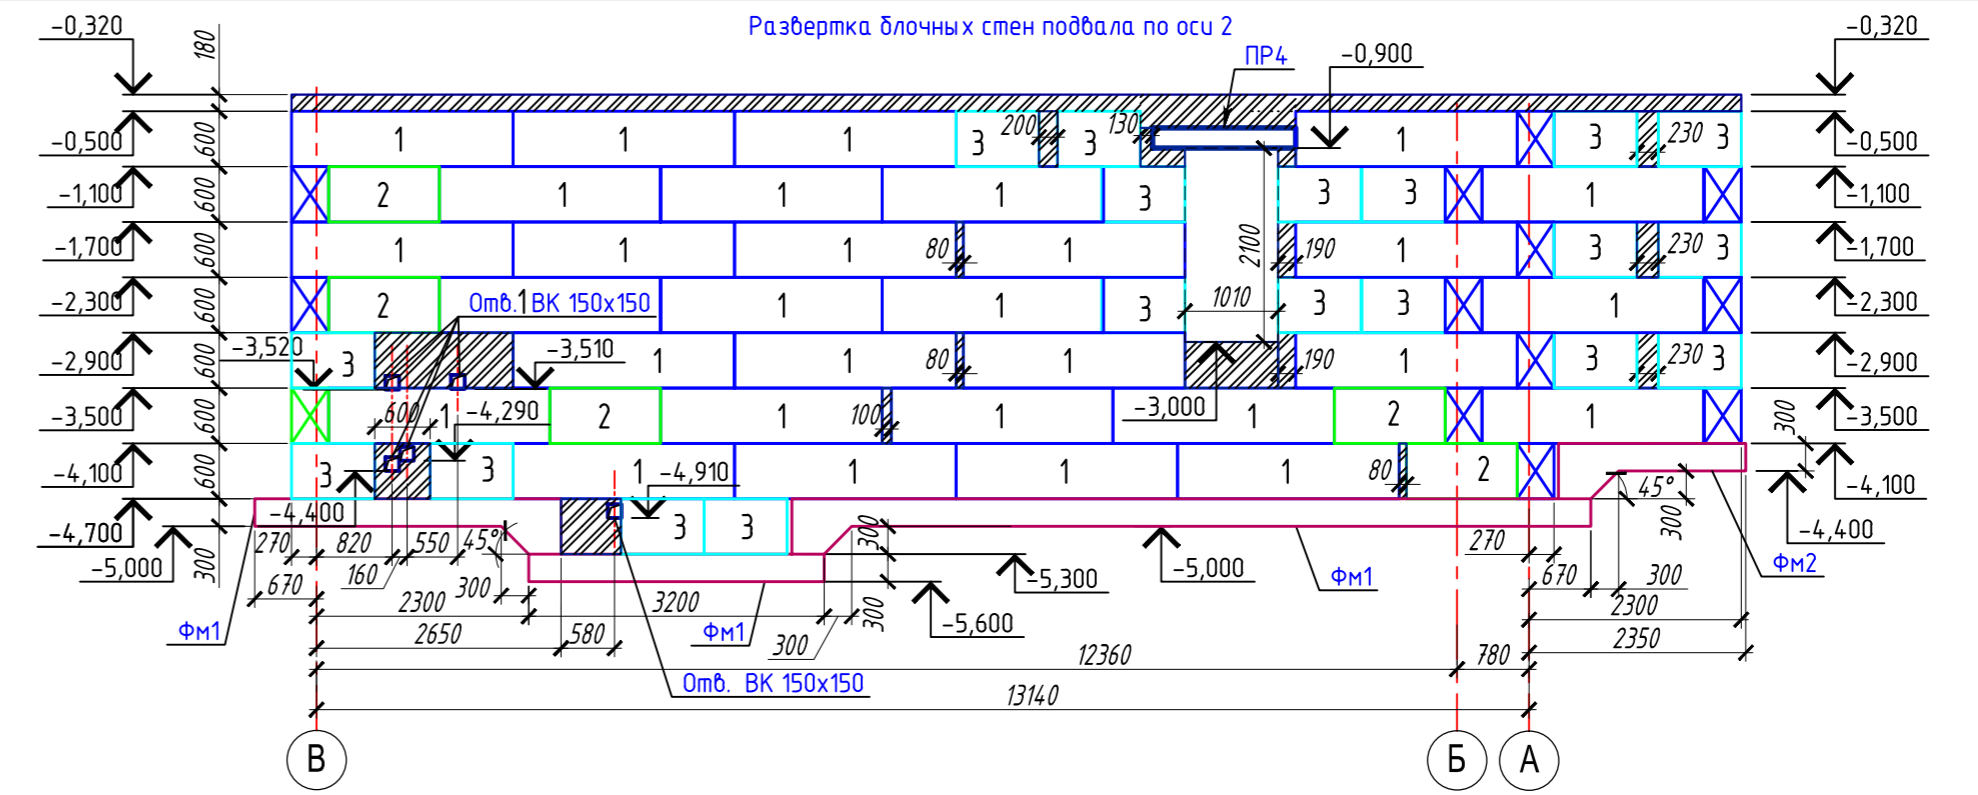 Развертка блочных стен подвала по оси 2
-0,320 180 ПР4 -0,900 -0,320
-0,500 600 1 1 1 3 200 3 130 1 3 230 3 -0,500
-1,100 600 2 1 1 1 3 3 3 1 -1,100
-1,700 600 1 1 1 80 1 2100 190 1 3 230 3 -1,700
-2,300 600 2 Отв. ВК 150х150 1 1 1 3 1010 3 3 1 -2,300
-2,900 600 -3,520 3 -3,510 1 1 80 1 190 1 3 230 3 -2,900
-3,500 600 600 1 -4,290 2 1 100 1 -3,000 1 2 1 300 -3,500
-4,100 600 3 3 1 -4,910 1 1 1 80 2 45° -4,100
-4,700 -4,400 3 3 300 -4,400
-5,000 300 270 820 550 45° 300 270
160 -5,300 -5,000 Фм1 Фм2
670 300 670 300
2300 3200 300 2300
Фм1 2650 580 Фм1 300 -5,600 2350
12360 780
Отв. ВК 150х150
13140
В Б А